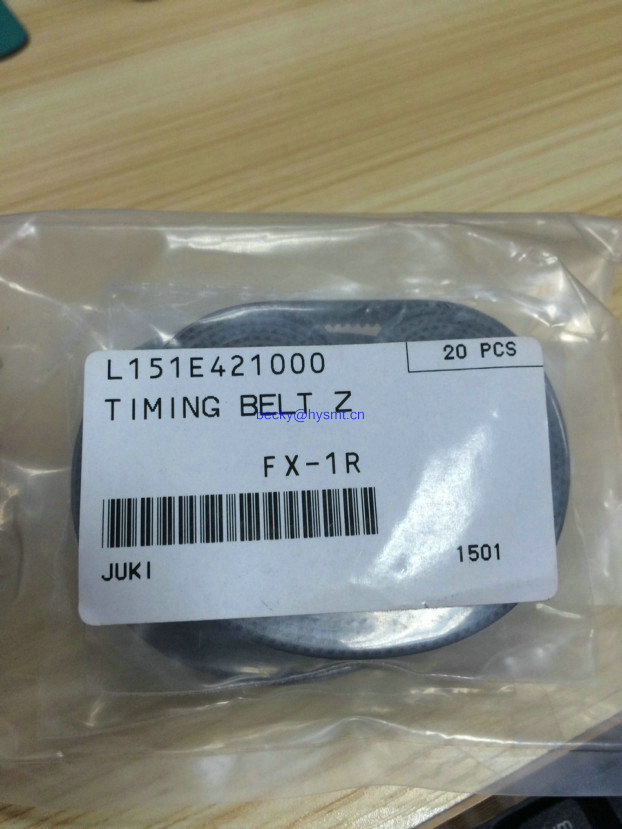 L151E421000
20 PCS
TIMING BELT Z
becky@hysmt.cn
FX-1R
JUKI
1501